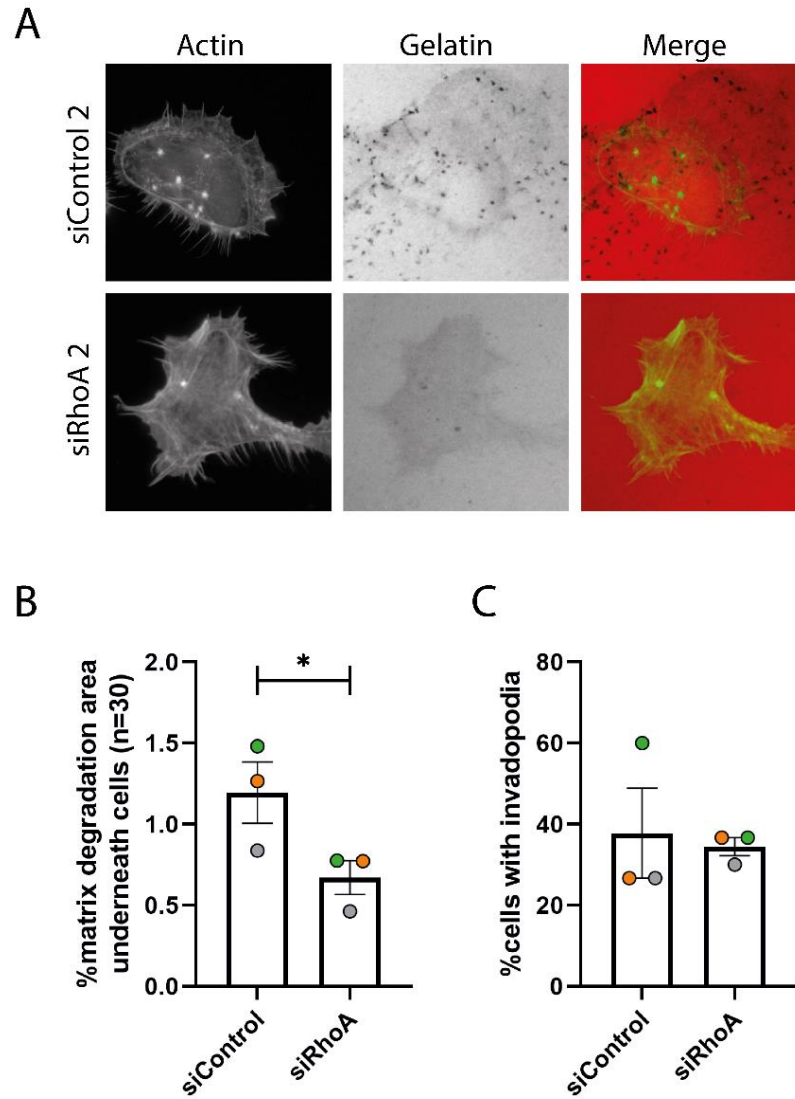 A
Actin Gelatin Merge
siControl 2
siRhoA 2
B
%matrix degradation area
underneath cells (n=30)
2.0
1.5
1.0
0.5
0.0
*
siControl
siRhoA
C
%cells with invadopodia
80
60
40
20
0
siControl
siRhoA